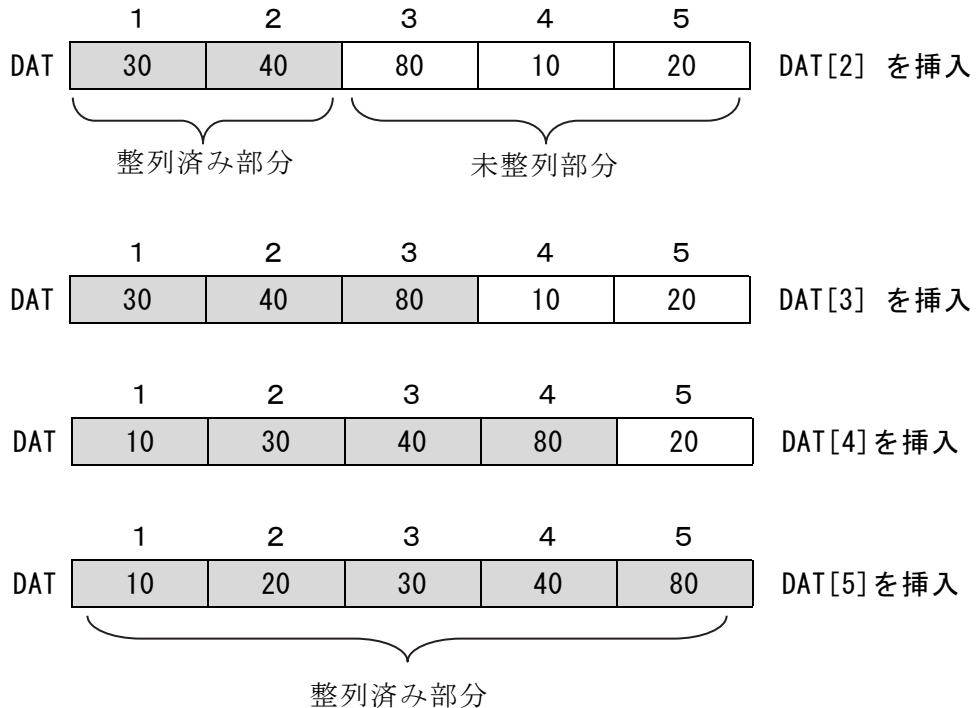 1 2 3 4 5
DAT 30 40 80 10 20 DAT[2] を挿入
整列済み部分 未整列部分
1 2 3 4 5
DAT 30 40 80 10 20 DAT[3] を挿入
1 2 3 4 5
DAT 10 30 40 80 20 DAT[4]を挿入
1 2 3 4 5
DAT 10 20 30 40 80 DAT[5]を挿入
整列済み部分